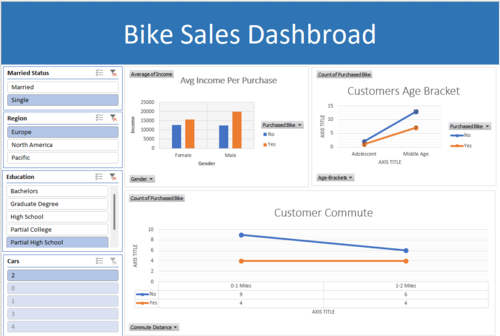 Bike Sales Dashbroad
Married Status
Married
Single
Region
Europe
North America
Pacific
Education
Bachelors
Graduate Degree
High School
Partial College
Partial High School
Cars
2
0
1
3
4
Average of Income
Avg Income Per Purchase
25000
20000
15000
10000
5000
0
Income
Female
Male
Gender
Purchased Bike
No
Yes
Gender
Count of Purchased Bike
Customers Age Bracket
15
10
5
0
AXIS TITLE
Adolescent
Middle Age
AXIS TITLE
Purchased Bike
No
Yes
Age-Brackets
Count of Purchased Bike
Customer Commute
10
8
6
4
2
0
AXIS TITLE
0-1 Miles 1-2 Miles
No 9 6
Yes 4 4
AXIS TITLE
Commute Distance